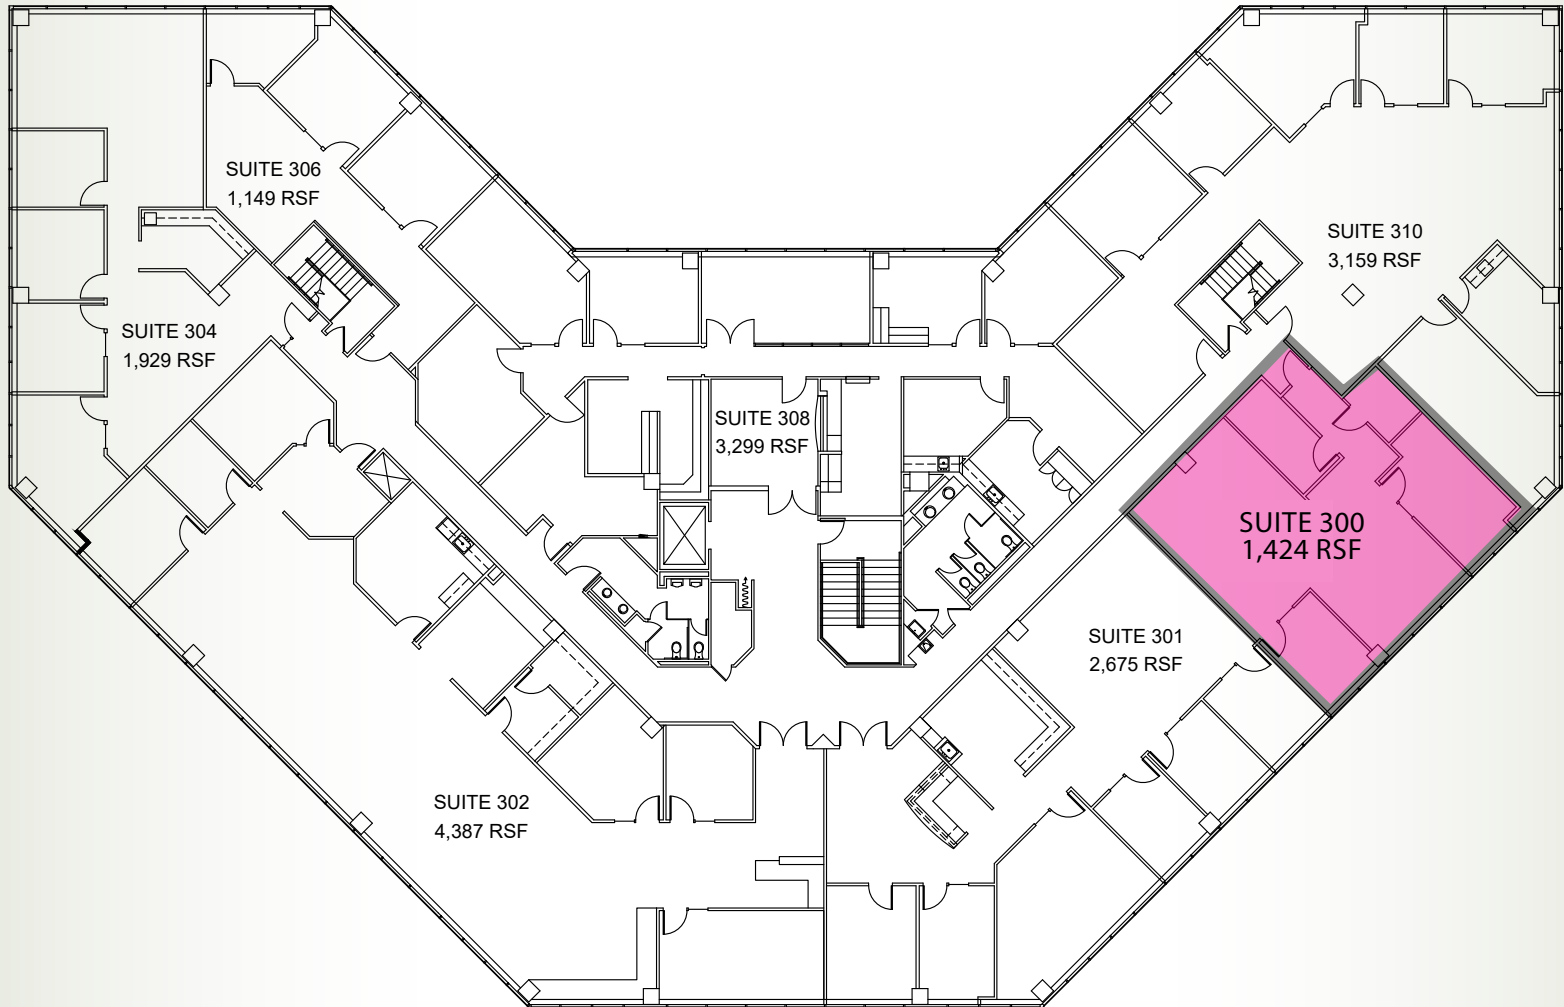 SUITE 306
1,149 RSF
SUITE 310
3,159 RSF
SUITE 304
1,929 RSF
SUITE 308
3,299 RSF
SUITE 300
1,424 RSF
SUITE 301
2,675 RSF
SUITE 302
4,387 RSF